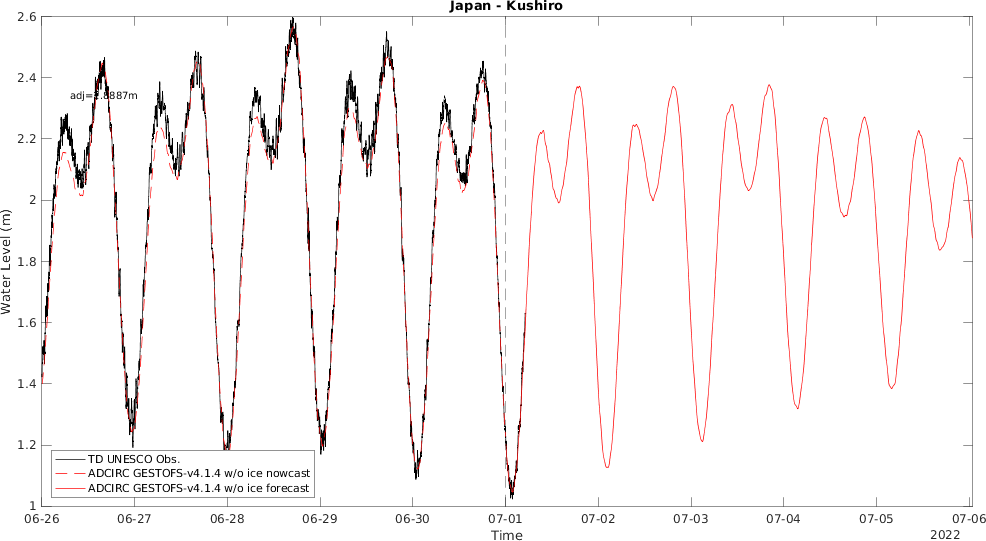 Japan - Kushiro
2.6
2.4
2.2
2
1.8
1.6
1.4
1.2
1
Water Level (m)
TD UNESCO Obs.
ADCIRC GESTOFS-v4.1.4 w/o ice nowcast
ADCIRC GESTOFS-v4.1.4 w/o ice forecast
06-26 06-27 06-28 06-29 06-30 07-01 07-02 07-03 07-04 07-05 07-06
Time
2022